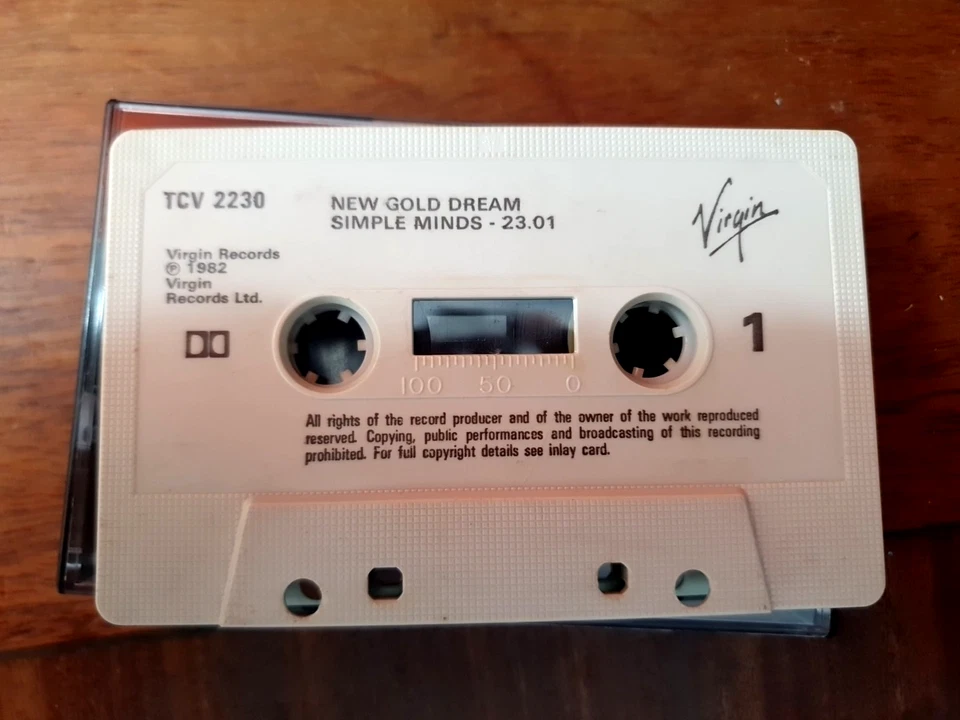 TCV 2230
NEW GOLD DREAM
SIMPLE MINDS - 23.01
Virgin
Virgin Records
Ⓟ 1982
Virgin
Records Ltd.
1
100 50 0
All rights of the record producer and of the owner of the work reproduced
reserved. Copying, public performances and broadcasting of this recording
prohibited. For full copyright details see inlay card.